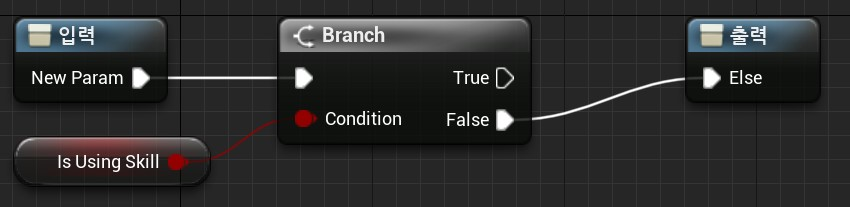 입력
New Param
Is Using Skill
Branch
True
Condition
False
출력
Else